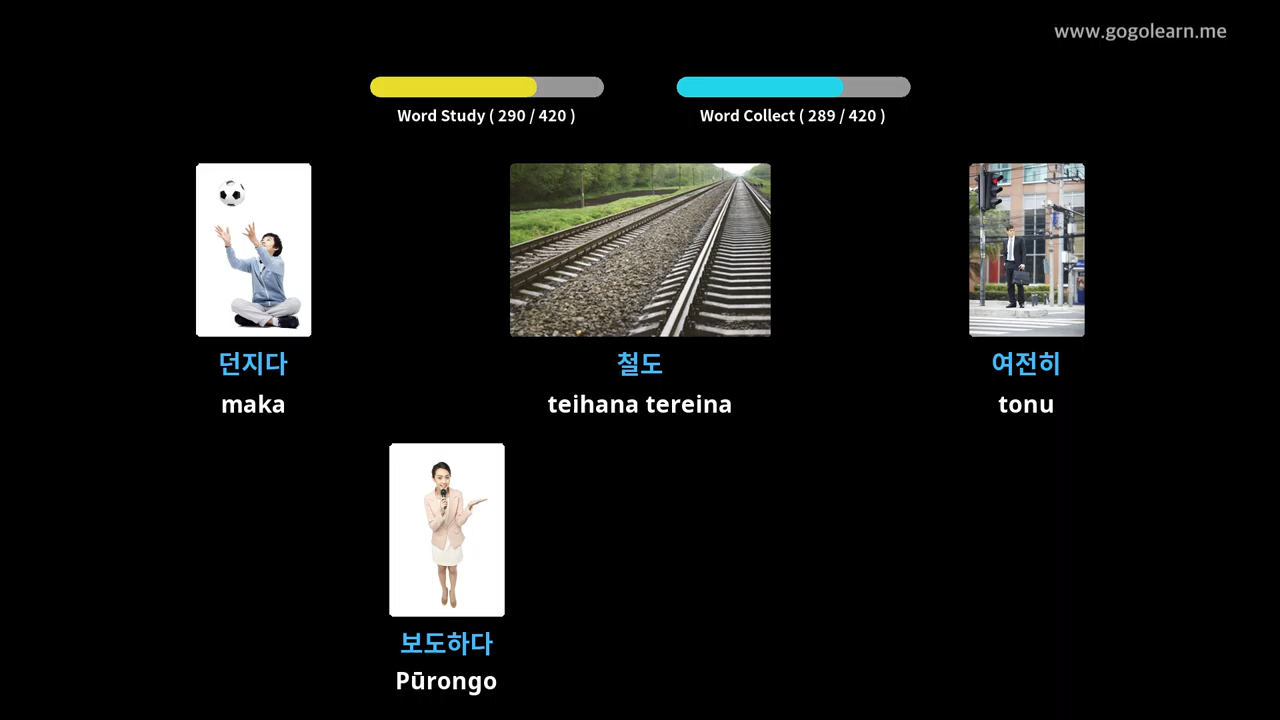 www.gogolearn.me
Word Study ( 290 / 420 )
Word Collect ( 289 / 420 )
던지다
maka
철도
teihana tereina
여전히
tonu
보도하다
Pūrongo